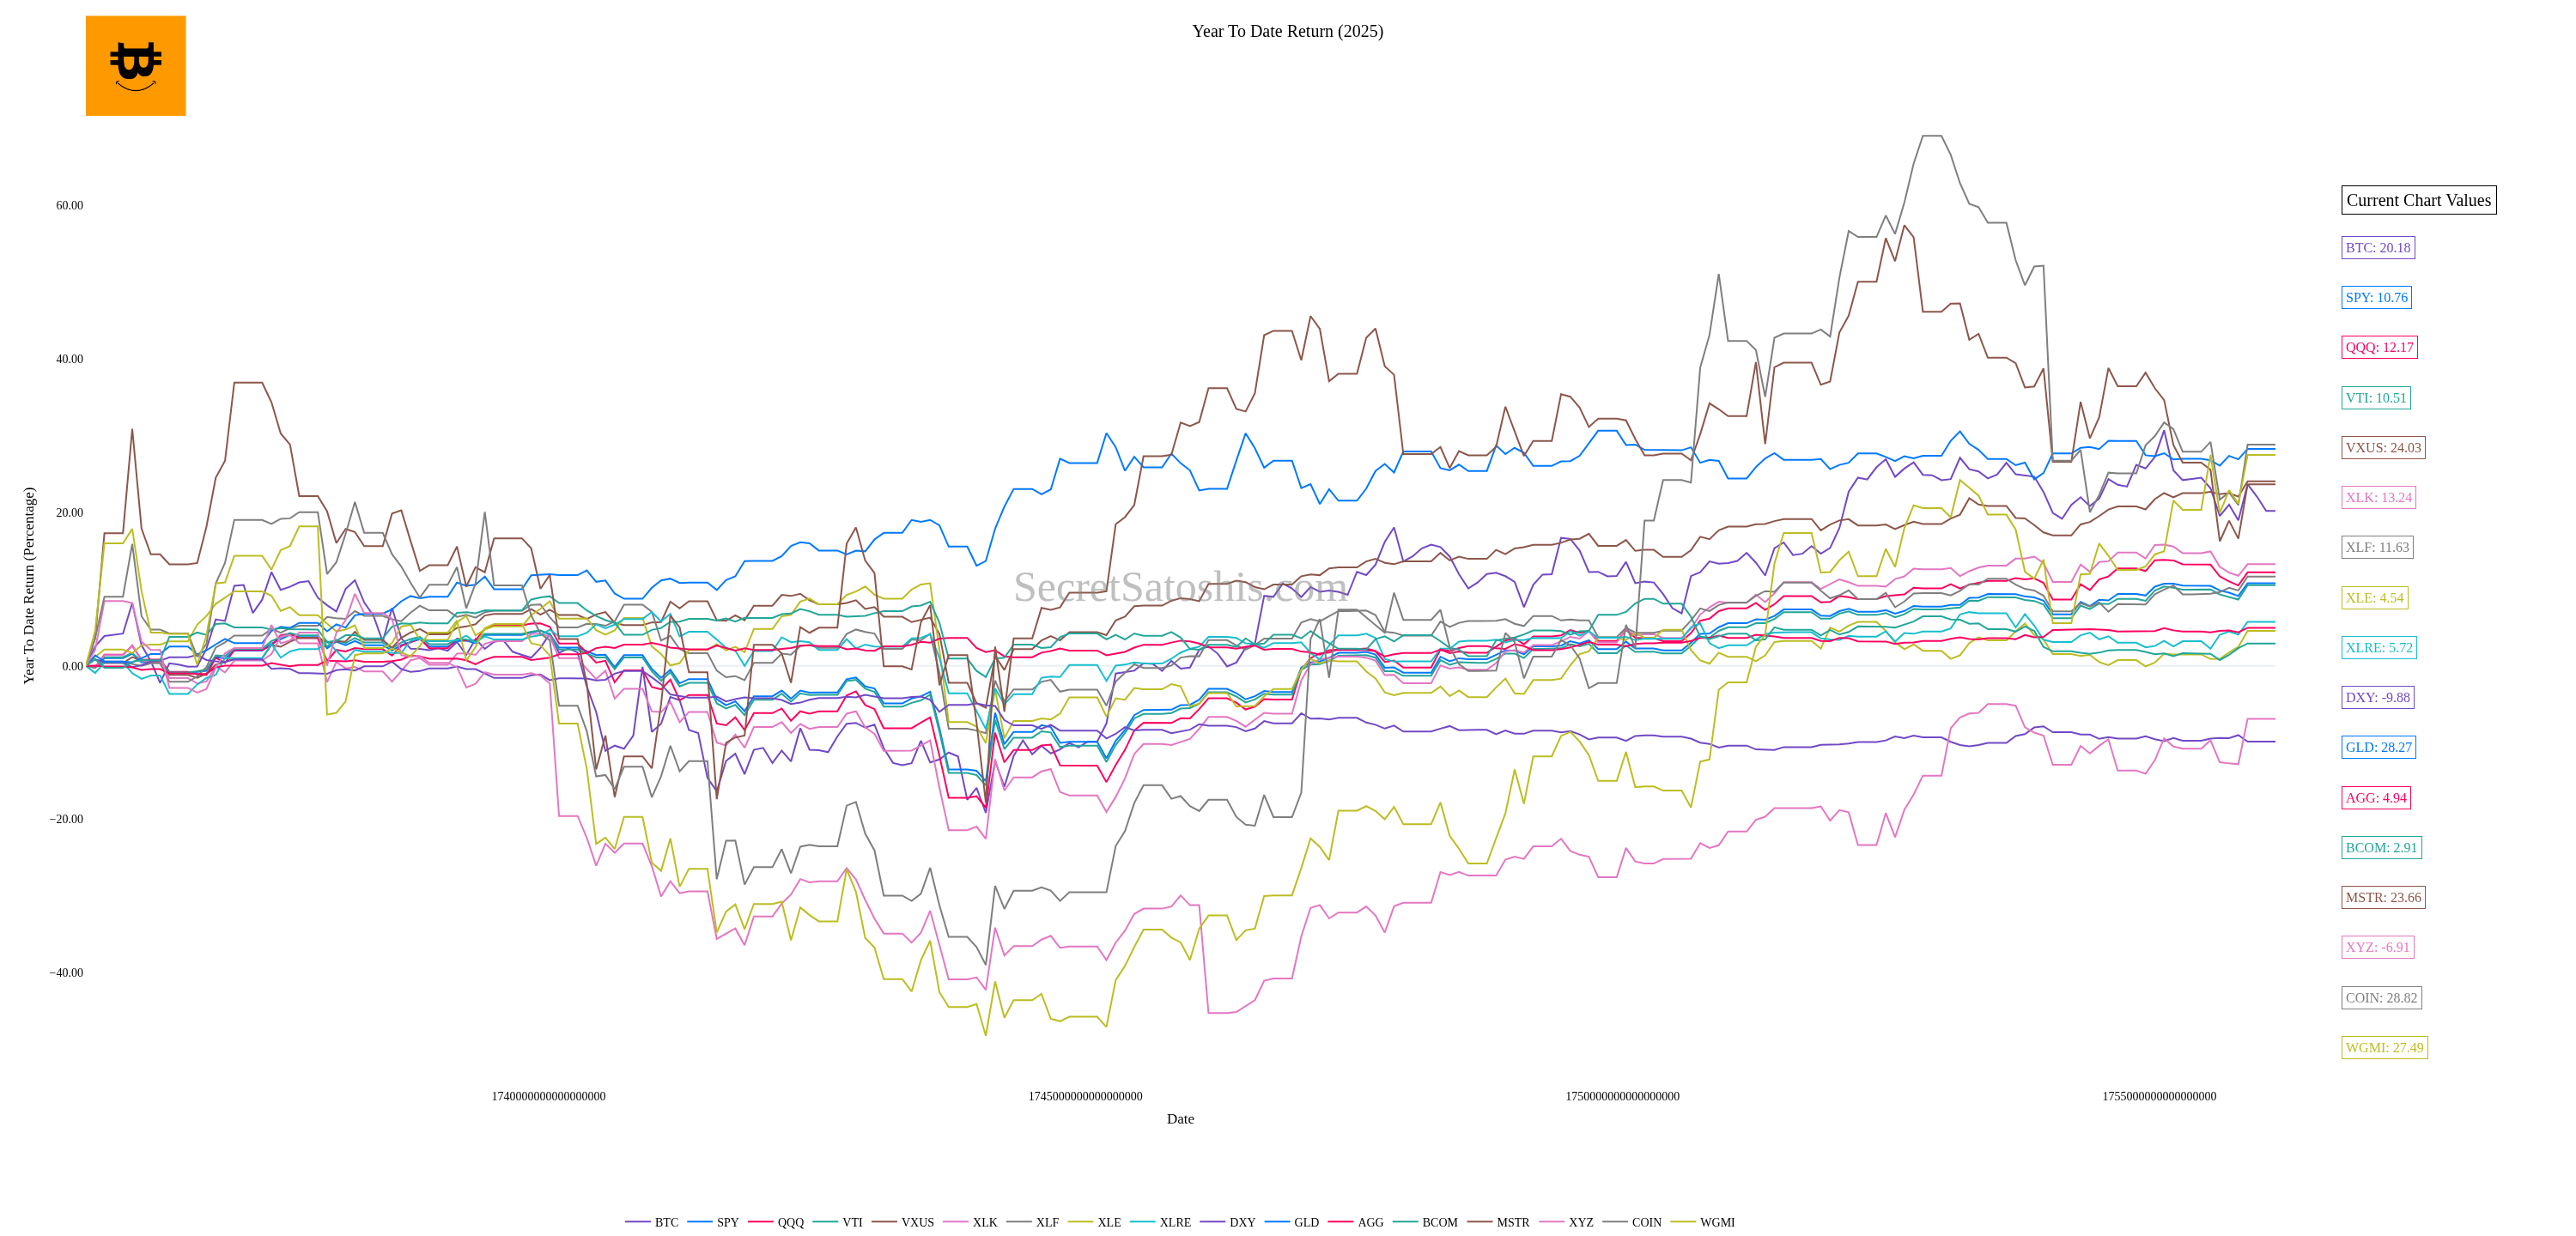 Year To Date Return (2025)
SecretSatoshis.com
Year To Date Return (Percentage)
60.00
40.00
20.00
0.00
−20.00
−40.00
1740000000000000000
1745000000000000000
1750000000000000000
1755000000000000000
Date
Current Chart Values
BTC: 20.18
SPY: 10.76
QQQ: 12.17
VTI: 10.51
VXUS: 24.03
XLK: 13.24
XLF: 11.63
XLE: 4.54
XLRE: 5.72
DXY: -9.88
GLD: 28.27
AGG: 4.94
BCOM: 2.91
MSTR: 23.66
XYZ: -6.91
COIN: 28.82
WGMI: 27.49
BTC SPY QQQ VTI VXUS XLK XLF XLE XLRE DXY GLD AGG BCOM MSTR XYZ COIN WGMI